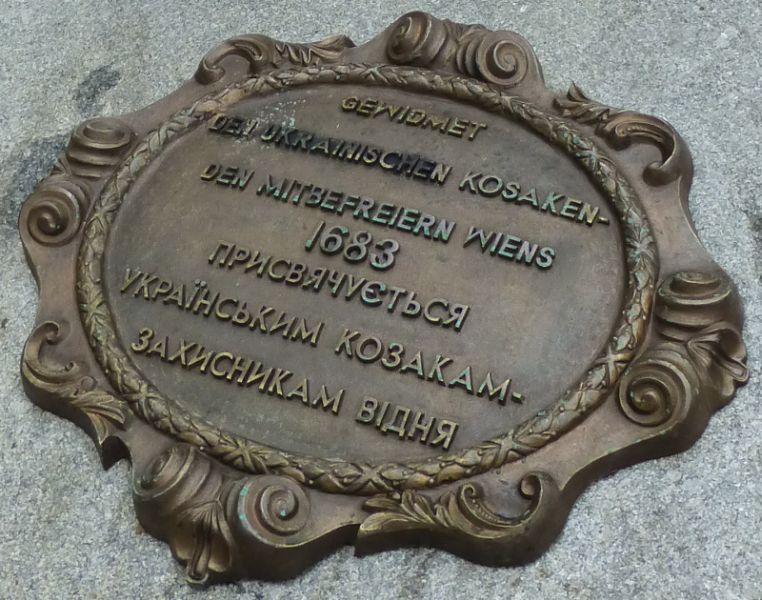 GEWIDMET
DEN UKRAINISCHEN KOSAKEN-
DEN MITBEFREIERN WIENS
1683
ПРИСВЯЧУЄТЬСЯ
УКРАЇНСЬКИМ КОЗАКАМ-
ЗАХИСНИКАМ ВІДНЯ